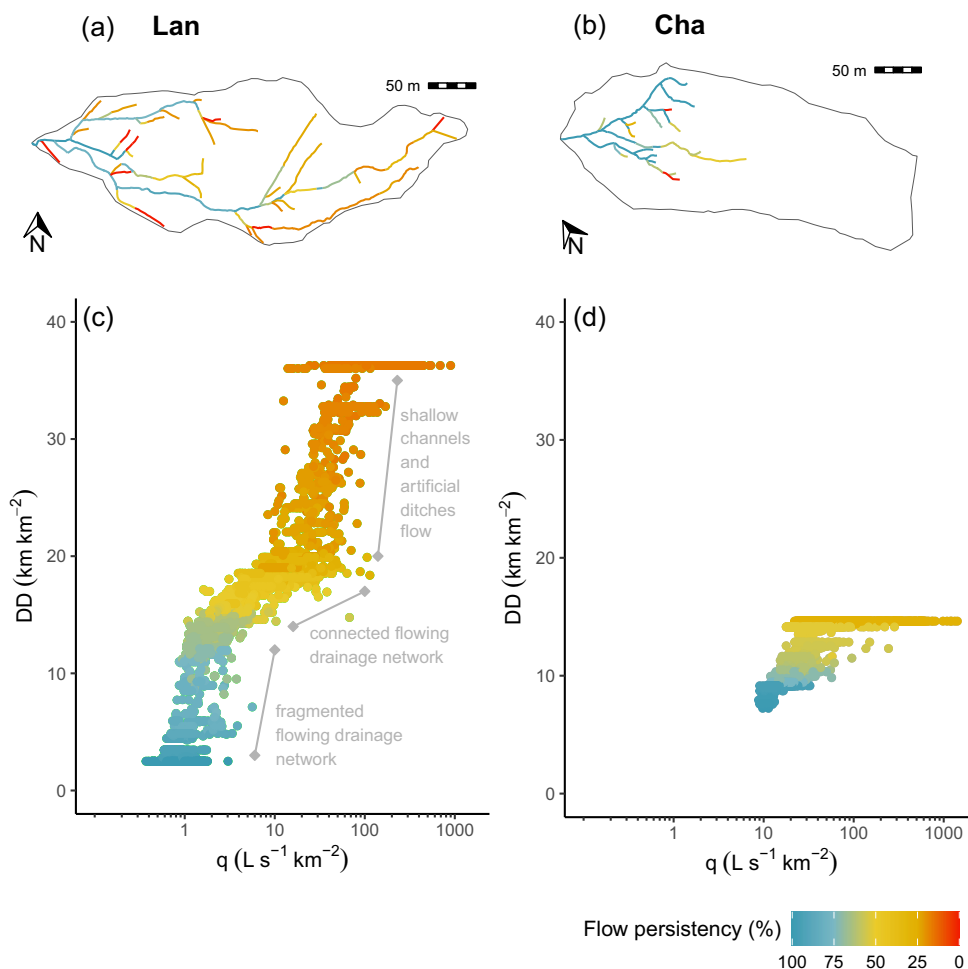 (a) Lan
(b) Cha
50 m
50 m
N
N
(c)
(d)
40
30
20
10
0
DD (km km⁻²)
shallow
channels
and
artificial
ditches
flow
connected flowing
drainage network
fragmented
flowing drainage
network
1 10 100 1000
q (L s⁻¹ km⁻²)
40
30
20
10
0
DD (km km⁻²)
1 10 100 1000
q (L s⁻¹ km⁻²)
Flow persistency (%)
100 75 50 25 0